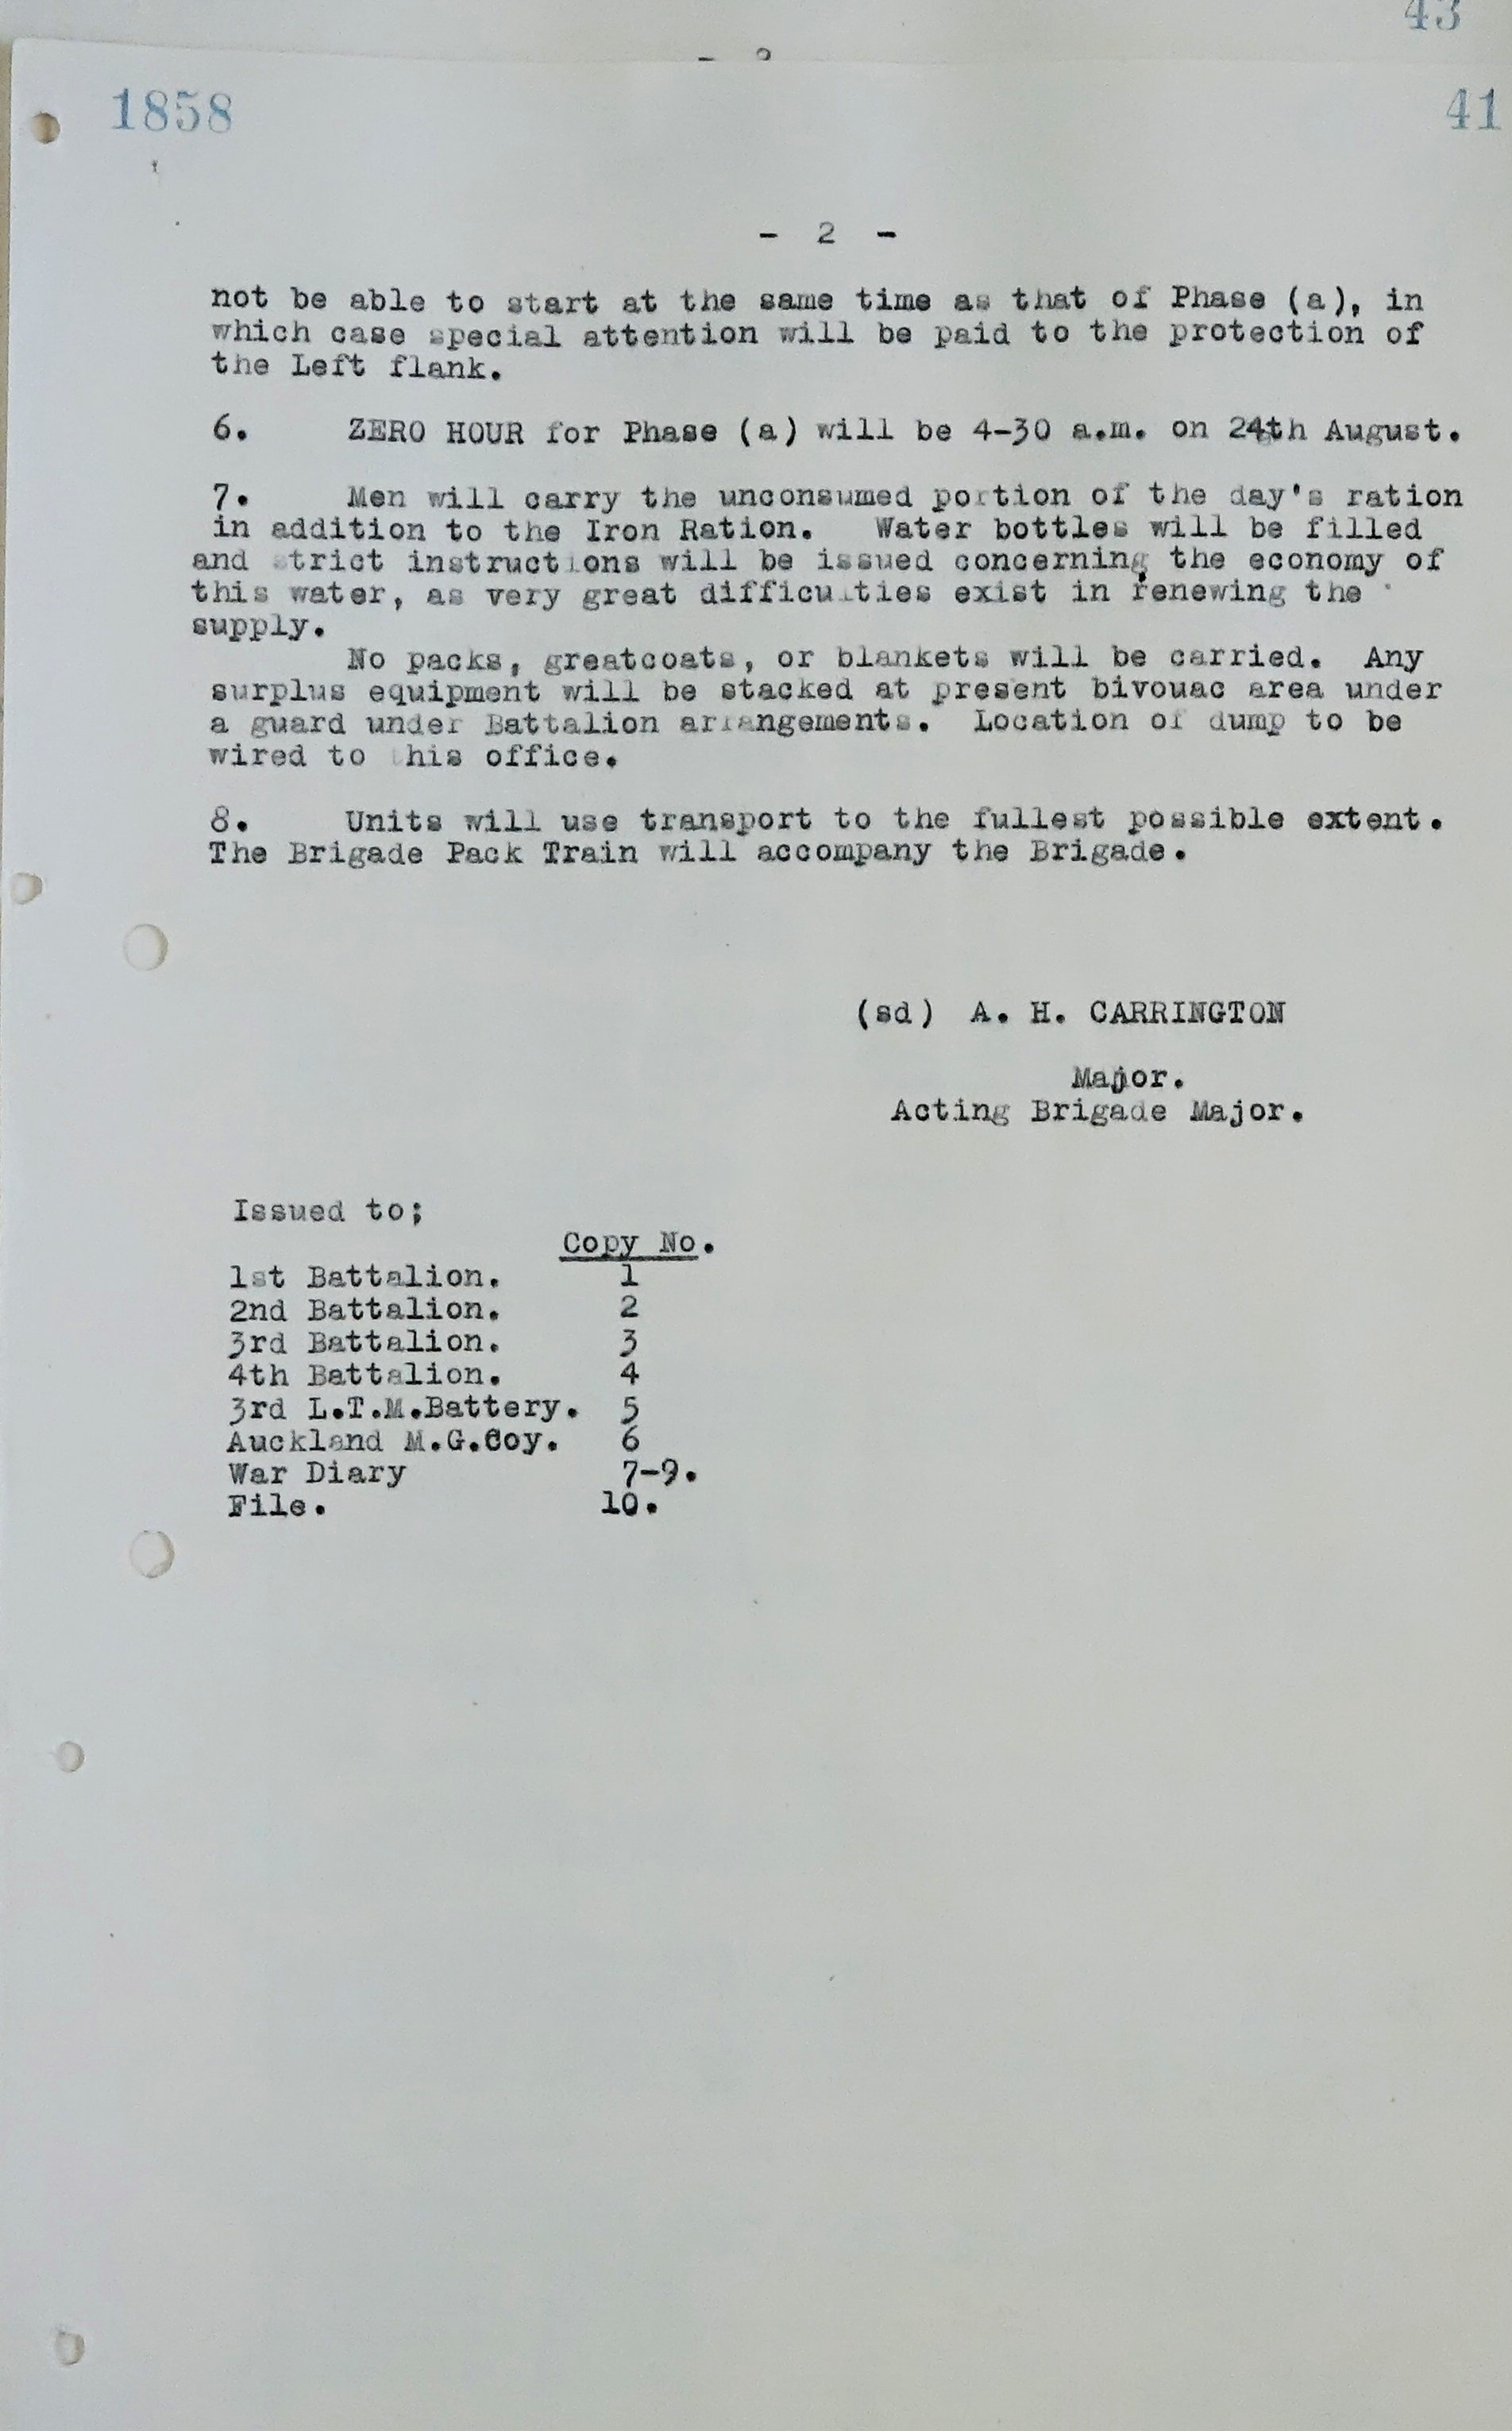 43
1858
41
- 2 -
not be able to start at the same time as that of Phase (a), in
which case special attention will be paid to the protection of
the Left flank.
6. ZERO HOUR for Phase (a) will be 4-30 a.m. on 24th August.
7. Men will carry the unconsumed portion of the day's ration
in addition to the Iron Ration. Water bottles will be filled
and strict instructions will be issued concerning the economy of
this water, as very great difficulties exist in renewing the
supply.
No packs, greatcoats, or blankets will be carried. Any
surplus equipment will be stacked at present bivouac area under
a guard under Battalion arrangements. Location of dump to be
wired to this office.
8. Units will use transport to the fullest possible extent.
The Brigade Pack Train will accompany the Brigade.
(sd) A. H. CARRINGTON
Major.
Acting Brigade Major.
Issued to;
Copy No.
1st Battalion. 1
2nd Battalion. 2
3rd Battalion. 3
4th Battalion. 4
3rd L.T.M.Battery. 5
Auckland M.G.Coy. 6
War Diary 7-9.
File. 10.